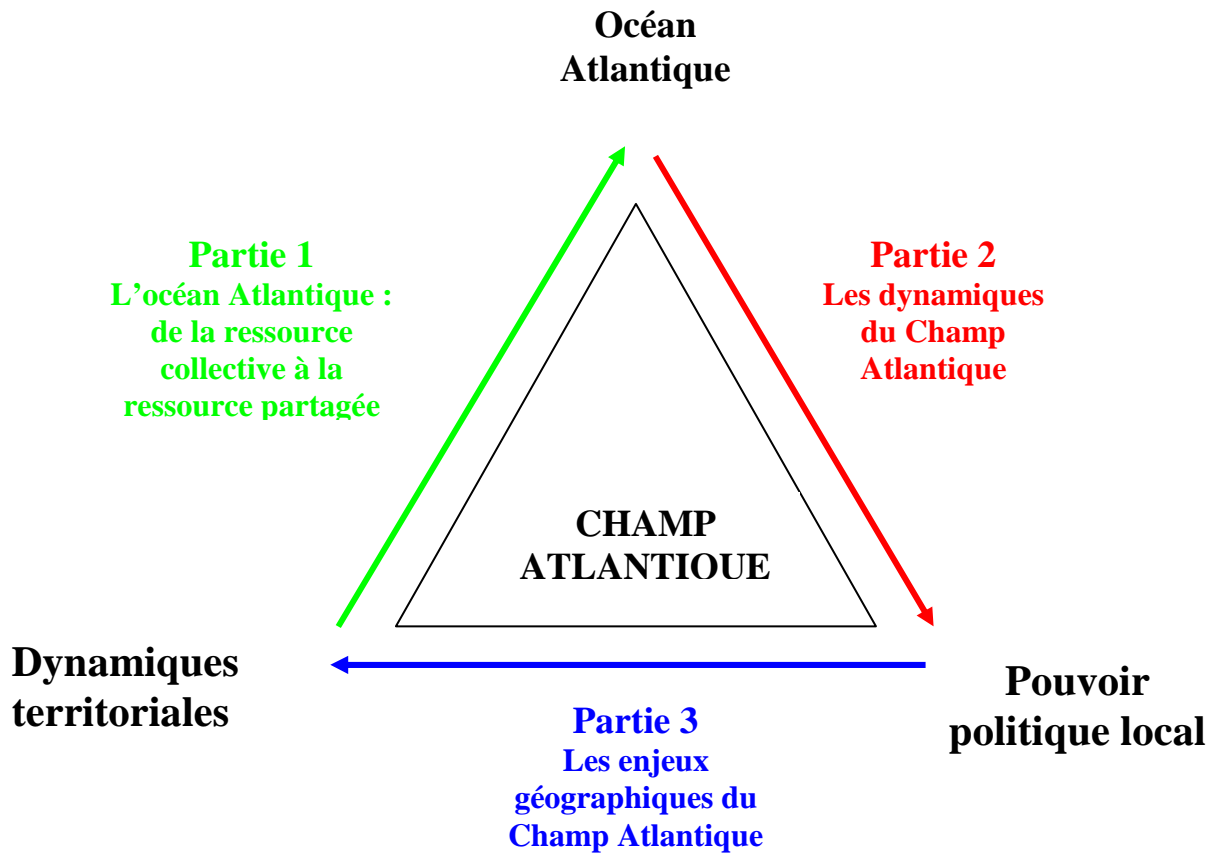 Océan
Atlantique
Partie 1
L’océan Atlantique :
de la ressource
collective à la
ressource partagée
Partie 2
Les dynamiques
du Champ
Atlantique
CHAMP
ATLANTIQUE
Dynamiques
territoriales
Pouvoir
politique local
Partie 3
Les enjeux
géographiques du
Champ Atlantique